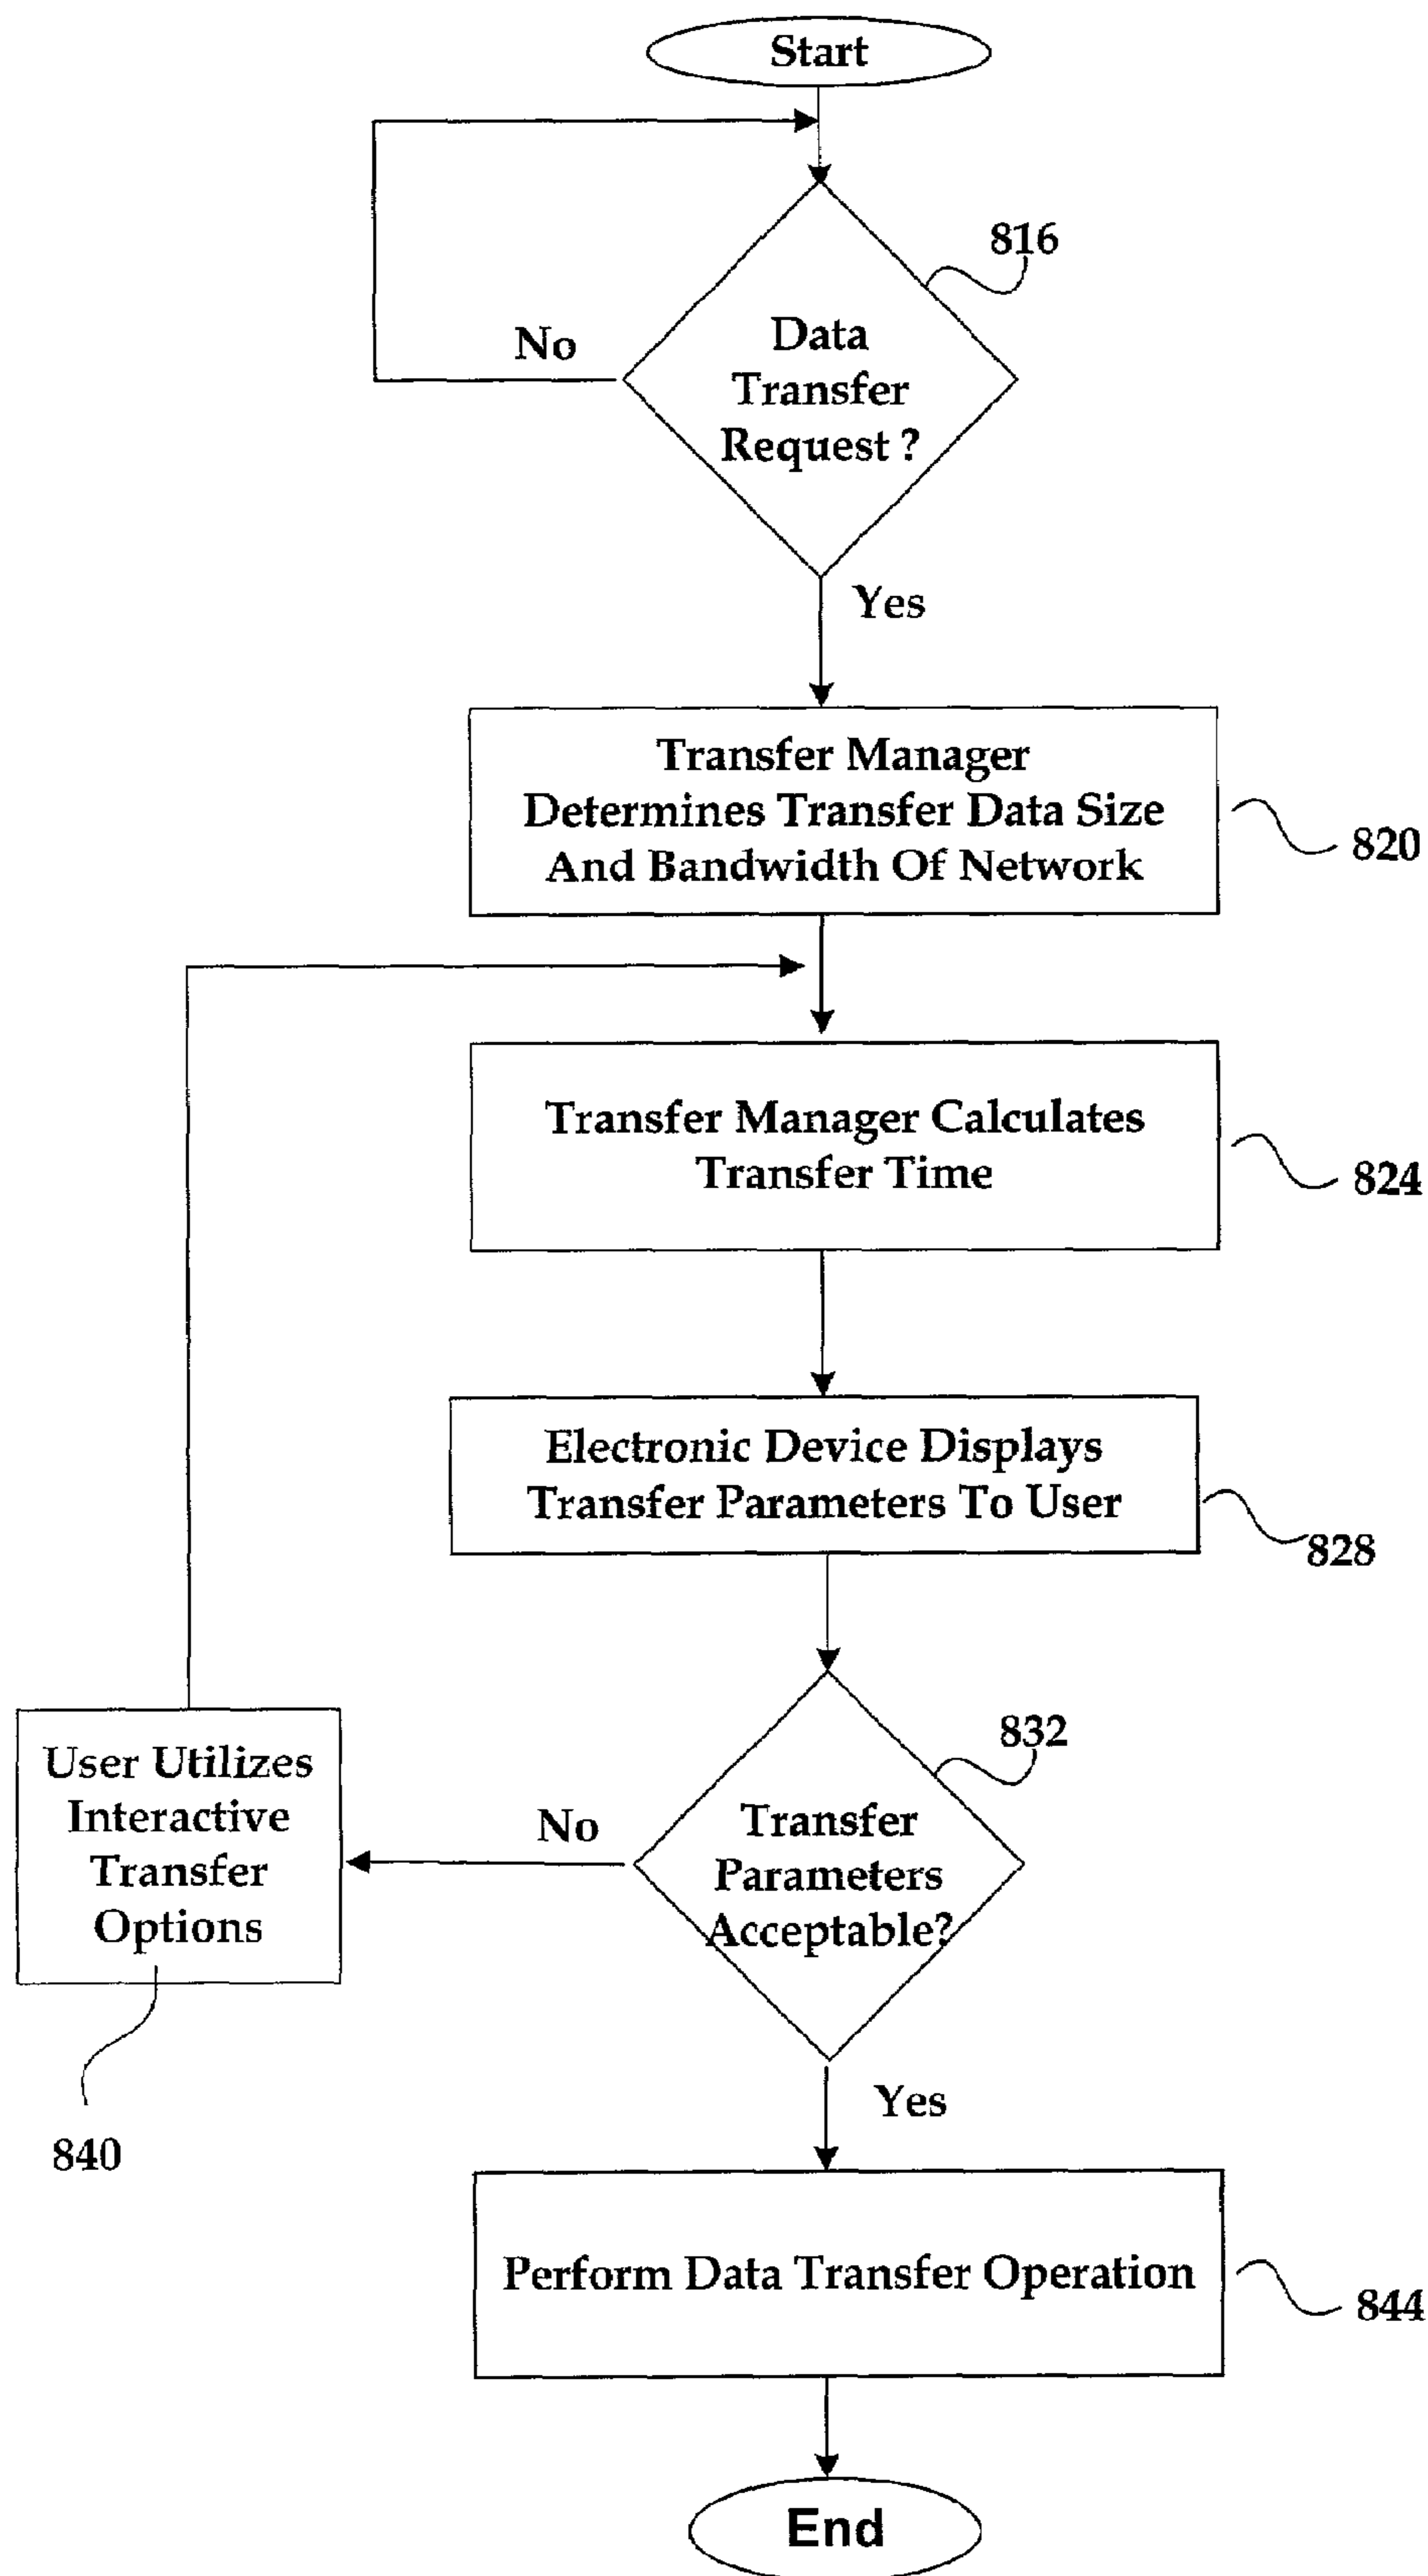 Start
816
No
Data
Transfer
Request ?
Yes
Transfer Manager
Determines Transfer Data Size
And Bandwidth Of Network
820
Transfer Manager Calculates
Transfer Time
824
Electronic Device Displays
Transfer Parameters To User
828
832
No
Transfer
Parameters
Acceptable?
User Utilizes
Interactive
Transfer
Options
840
Yes
Perform Data Transfer Operation
844
End